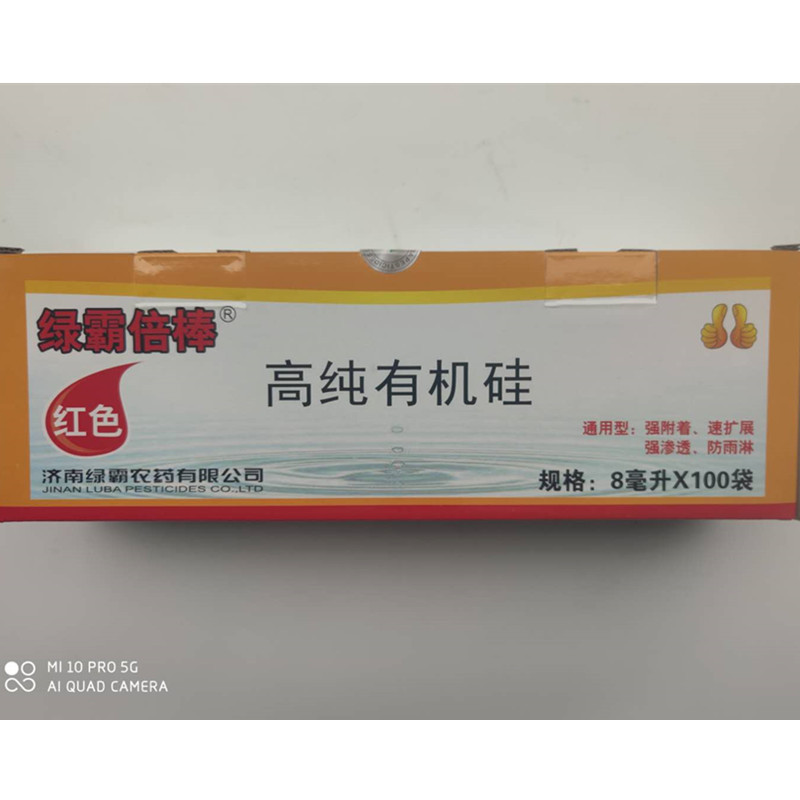 绿霸倍棒®
红色
高纯有机硅
通用型：强附着、速扩展
强渗透、防雨淋
济南绿霸农药有限公司
JINAN LUBA PESTICIDES CO.,LTD
规格：8毫升X100袋
MI 10 PRO 5G
AI QUAD CAMERA